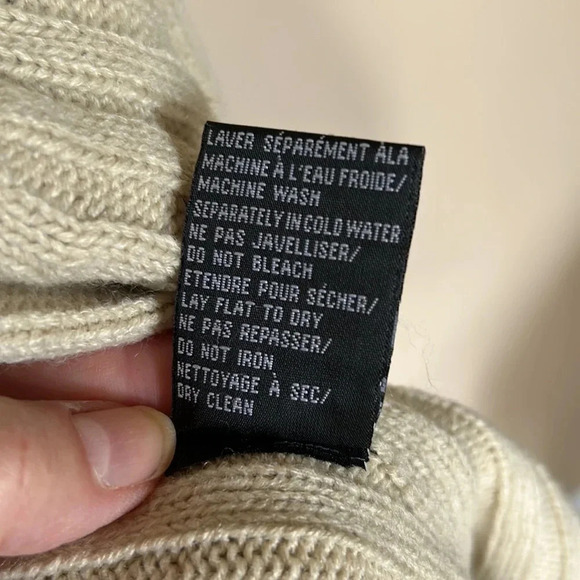 LAVER SÉPARÉMENT ÀLA
MACHINE À L'EAU FROIDE/
MACHINE WASH
SEPARATELY IN COLD WATER
NE PAS JAVELLISER/
DO NOT BLEACH
ETENDRE POUR SÉCHER/
LAY FLAT TO DRY
NE PAS REPASSER/
DO NOT IRON
NETTOYAGE À SEC/
DRY CLEAN